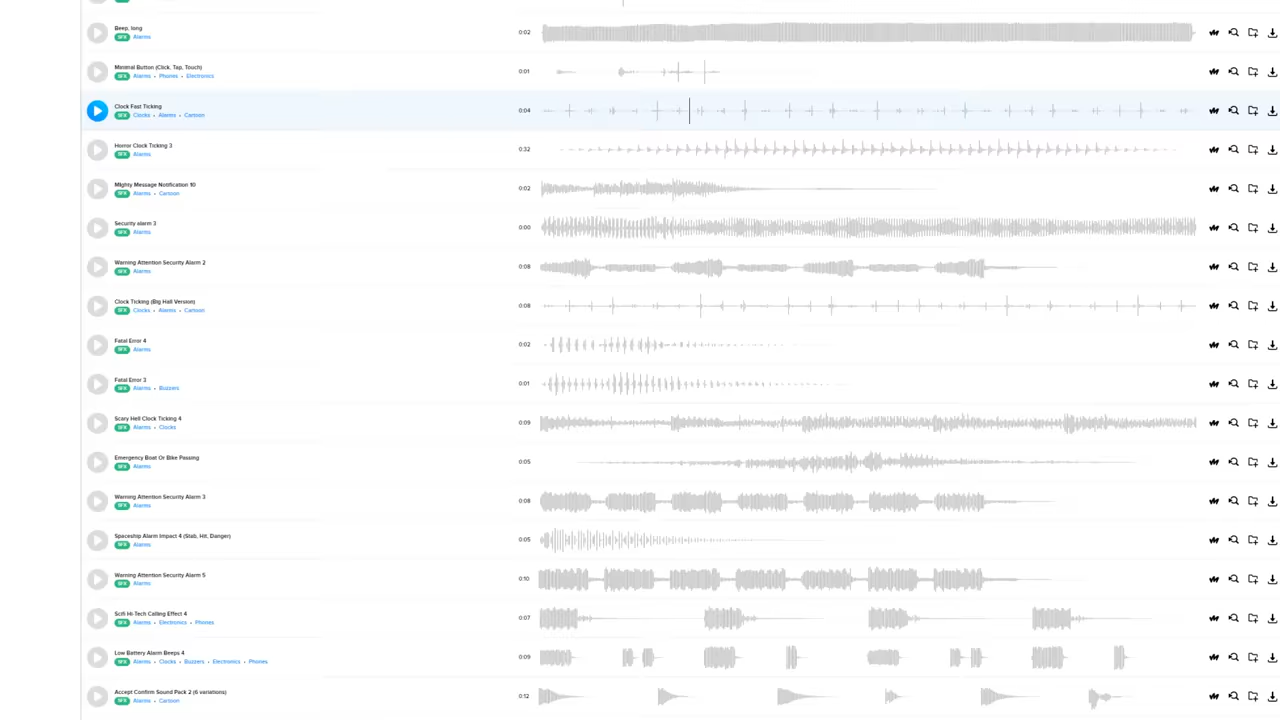 Beep, long
0:02
SFX Alarms
Minimal Button (Click, Tap, Touch)
0:01
SFX Alarms • Phones • Electronics
Clock Fast Ticking
0:04
SFX Clocks • Alarms • Cartoon
Horror Clock Ticking 3
0:32
SFX Alarms
Mighty Message Notification 10
0:02
SFX Alarms • Cartoon
Security alarm 3
0:00
SFX Alarms
Warning Attention Security Alarm 2
0:08
SFX Alarms
Clock Ticking (Big Hall Version)
0:08
SFX Clocks • Alarms • Cartoon
Fatal Error 4
0:02
SFX Alarms
Fatal Error 3
0:01
SFX Alarms • Buzzers
Scary Hell Clock Ticking 4
0:09
SFX Alarms • Clocks
Emergency Boat Or Bike Passing
0:05
SFX Alarms
Warning Attention Security Alarm 3
0:08
SFX Alarms
Spaceship Alarm Impact 4 (Stab, Hit, Danger)
0:05
SFX Alarms
Warning Attention Security Alarm 5
0:10
SFX Alarms
Scifi Hi-Tech Calling Effect 4
0:07
SFX Alarms • Electronics • Phones
Low Battery Alarm Beeps 4
0:09
SFX Alarms • Clocks • Buzzers • Electronics • Phones
Accept Confirm Sound Pack 2 (6 variations)
0:12
SFX Alarms • Cartoon